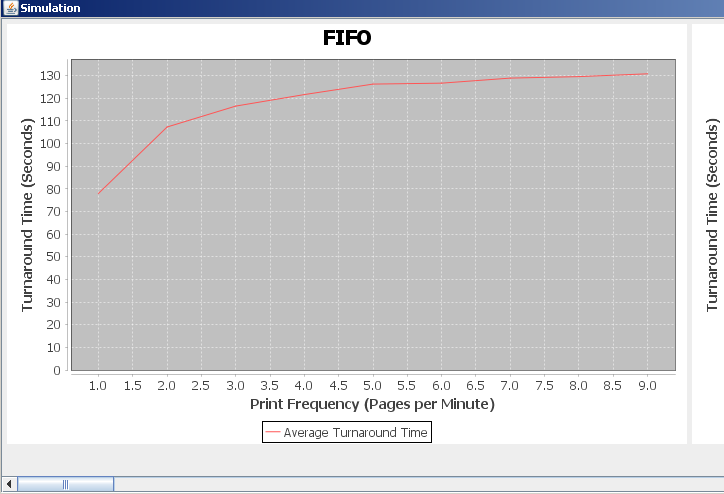 Simulation
FIFO
Turnaround Time (Seconds)
130
120
110
100
90
80
70
60
50
40
30
20
10
0
1.0 1.5 2.0 2.5 3.0 3.5 4.0 4.5 5.0 5.5 6.0 6.5 7.0 7.5 8.0 8.5 9.0
Print Frequency (Pages per Minute)
Average Turnaround Time
Turnaround Time (Seconds)